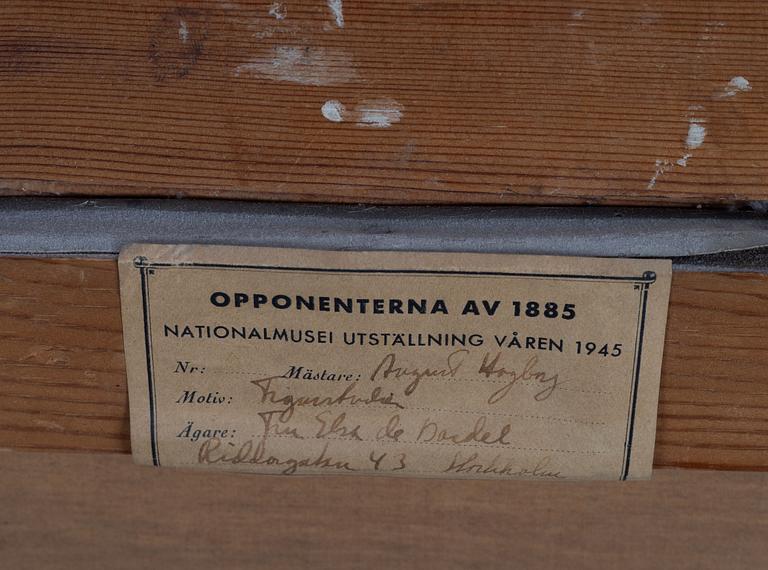 OPPONENTERNA AV 1885
NATIONALMUSEI UTSTÄLLNING VÅREN 1945
Nr: Mästare: August Hagborg
Motiv: Figurstudie
Ägare: Fru Elsa de Dardel
Riddargatan 43 Stockholm